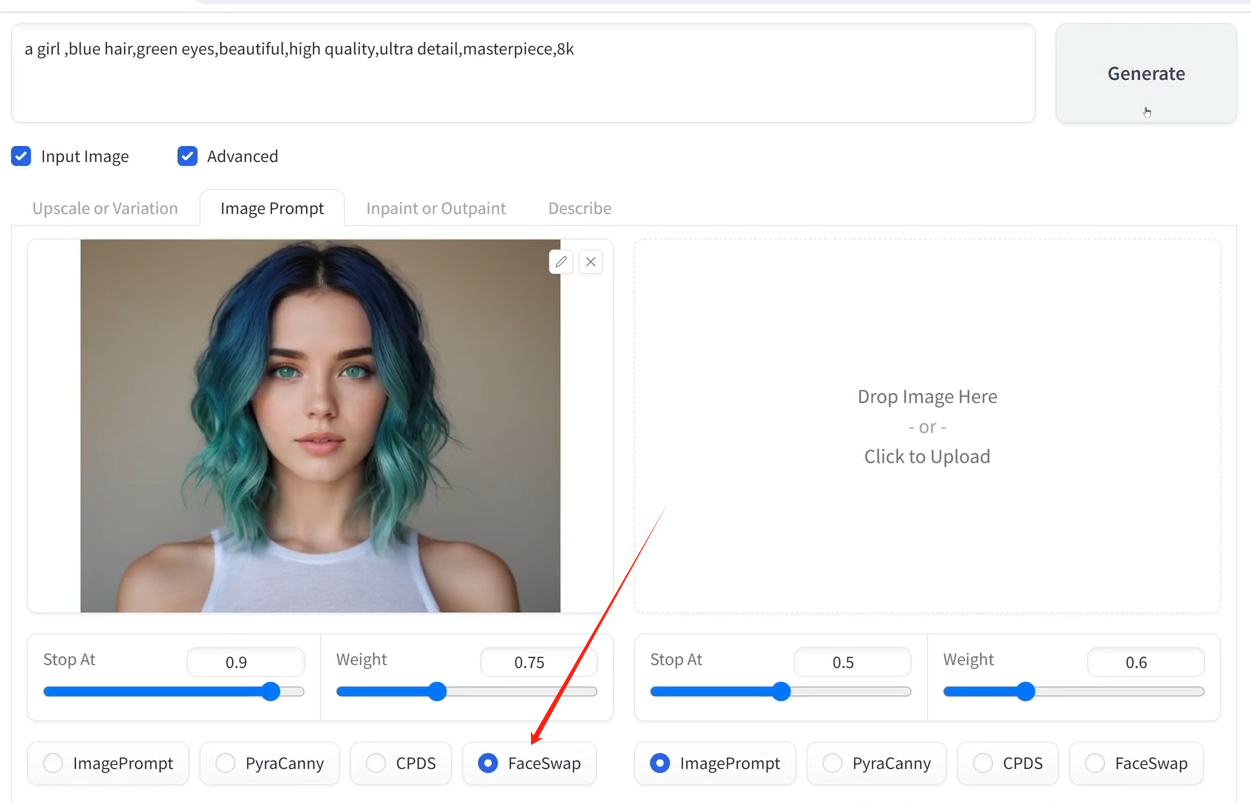 a girl ,blue hair,green eyes,beautiful,high quality,ultra detail,masterpiece,8k
Generate
Input Image
Advanced
Upscale or Variation
Image Prompt
Inpaint or Outpaint
Describe
Drop Image Here
- or -
Click to Upload
Stop At
0.9
Weight
0.75
Stop At
0.5
Weight
0.6
ImagePrompt
PyraCanny
CPDS
FaceSwap
ImagePrompt
PyraCanny
CPDS
FaceSwap